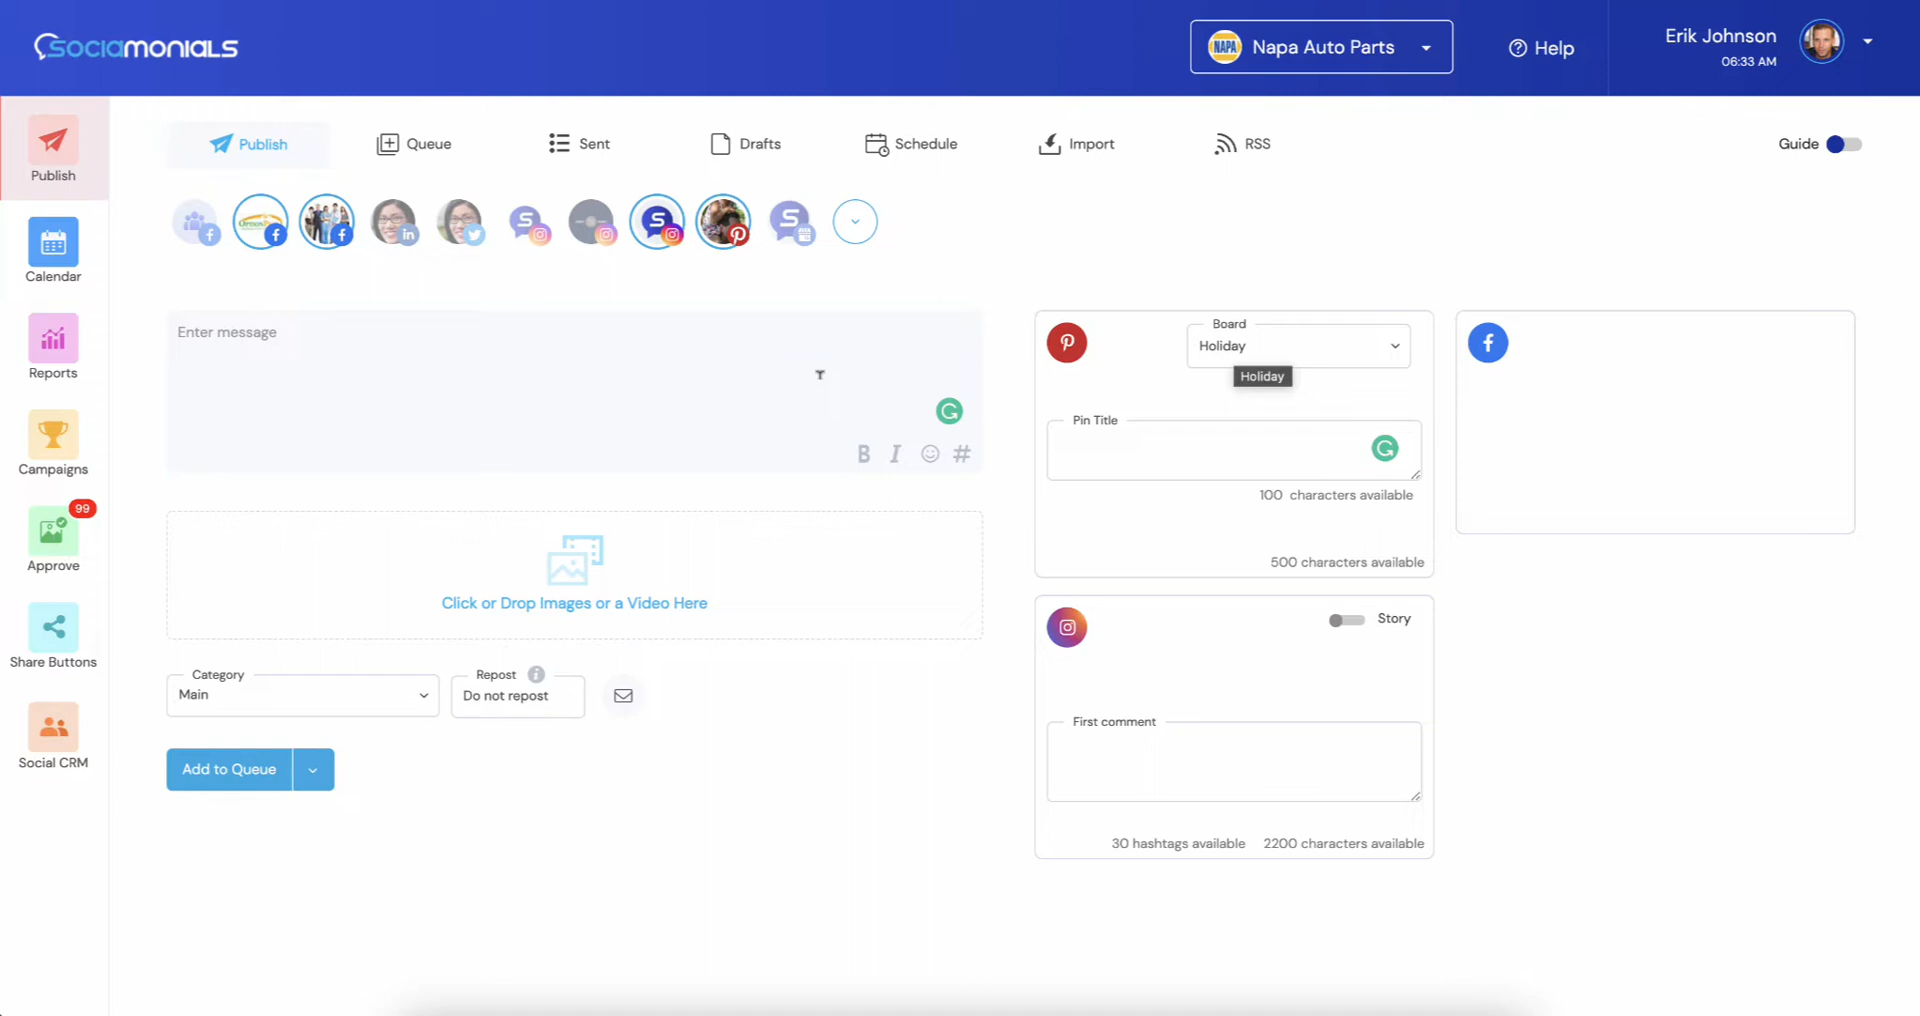 SOCIAMONIALS
NAPA Napa Auto Parts
Help
Erik Johnson
06:33 AM
Publish
Queue
Sent
Drafts
Schedule
Import
RSS
Guide
Publish
Calendar
Reports
Campaigns
99
Approve
Share Buttons
Social CRM
Enter message
B I #
Click or Drop Images or a Video Here
Category
Main
Repost
Do not repost
Add to Queue
Board
Holiday
Holiday
Pin Title
100 characters available
500 characters available
Story
First comment
30 hashtags available 2200 characters available